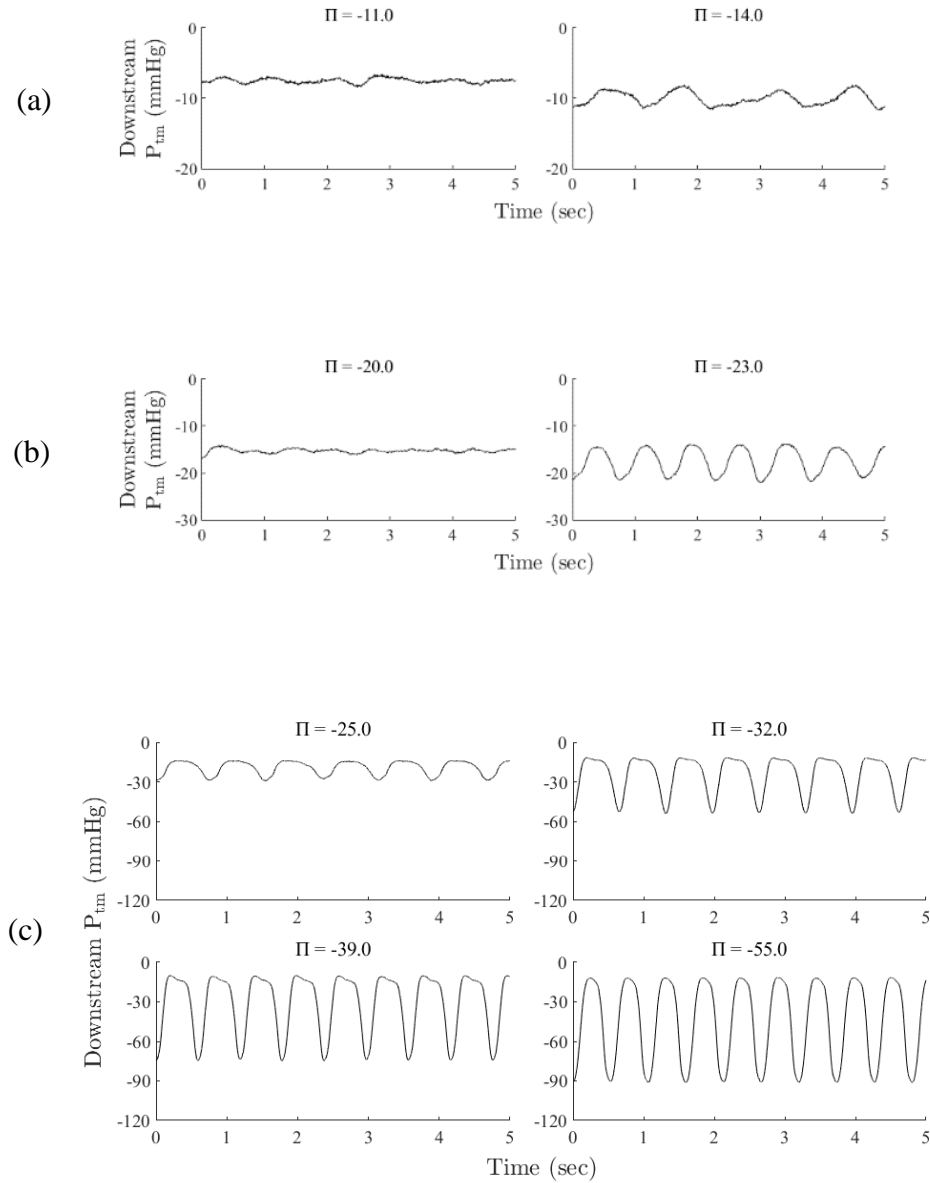 (a)
Π = -11.0
Downstream
P_tm (mmHg)
0
-10
-20
0 1 2 3 4 5
Π = -14.0
0
-10
-20
0 1 2 3 4 5
Time (sec)
(b)
Π = -20.0
Downstream
P_tm (mmHg)
0
-10
-20
-30
0 1 2 3 4 5
Π = -23.0
0
-10
-20
-30
0 1 2 3 4 5
Time (sec)
(c)
Downstream P_tm (mmHg)
Π = -25.0
0
-30
-60
-90
-120
0 1 2 3 4 5
Π = -32.0
0
-30
-60
-90
-120
0 1 2 3 4 5
Π = -39.0
0
-30
-60
-90
-120
0 1 2 3 4 5
Π = -55.0
0
-30
-60
-90
-120
0 1 2 3 4 5
Time (sec)